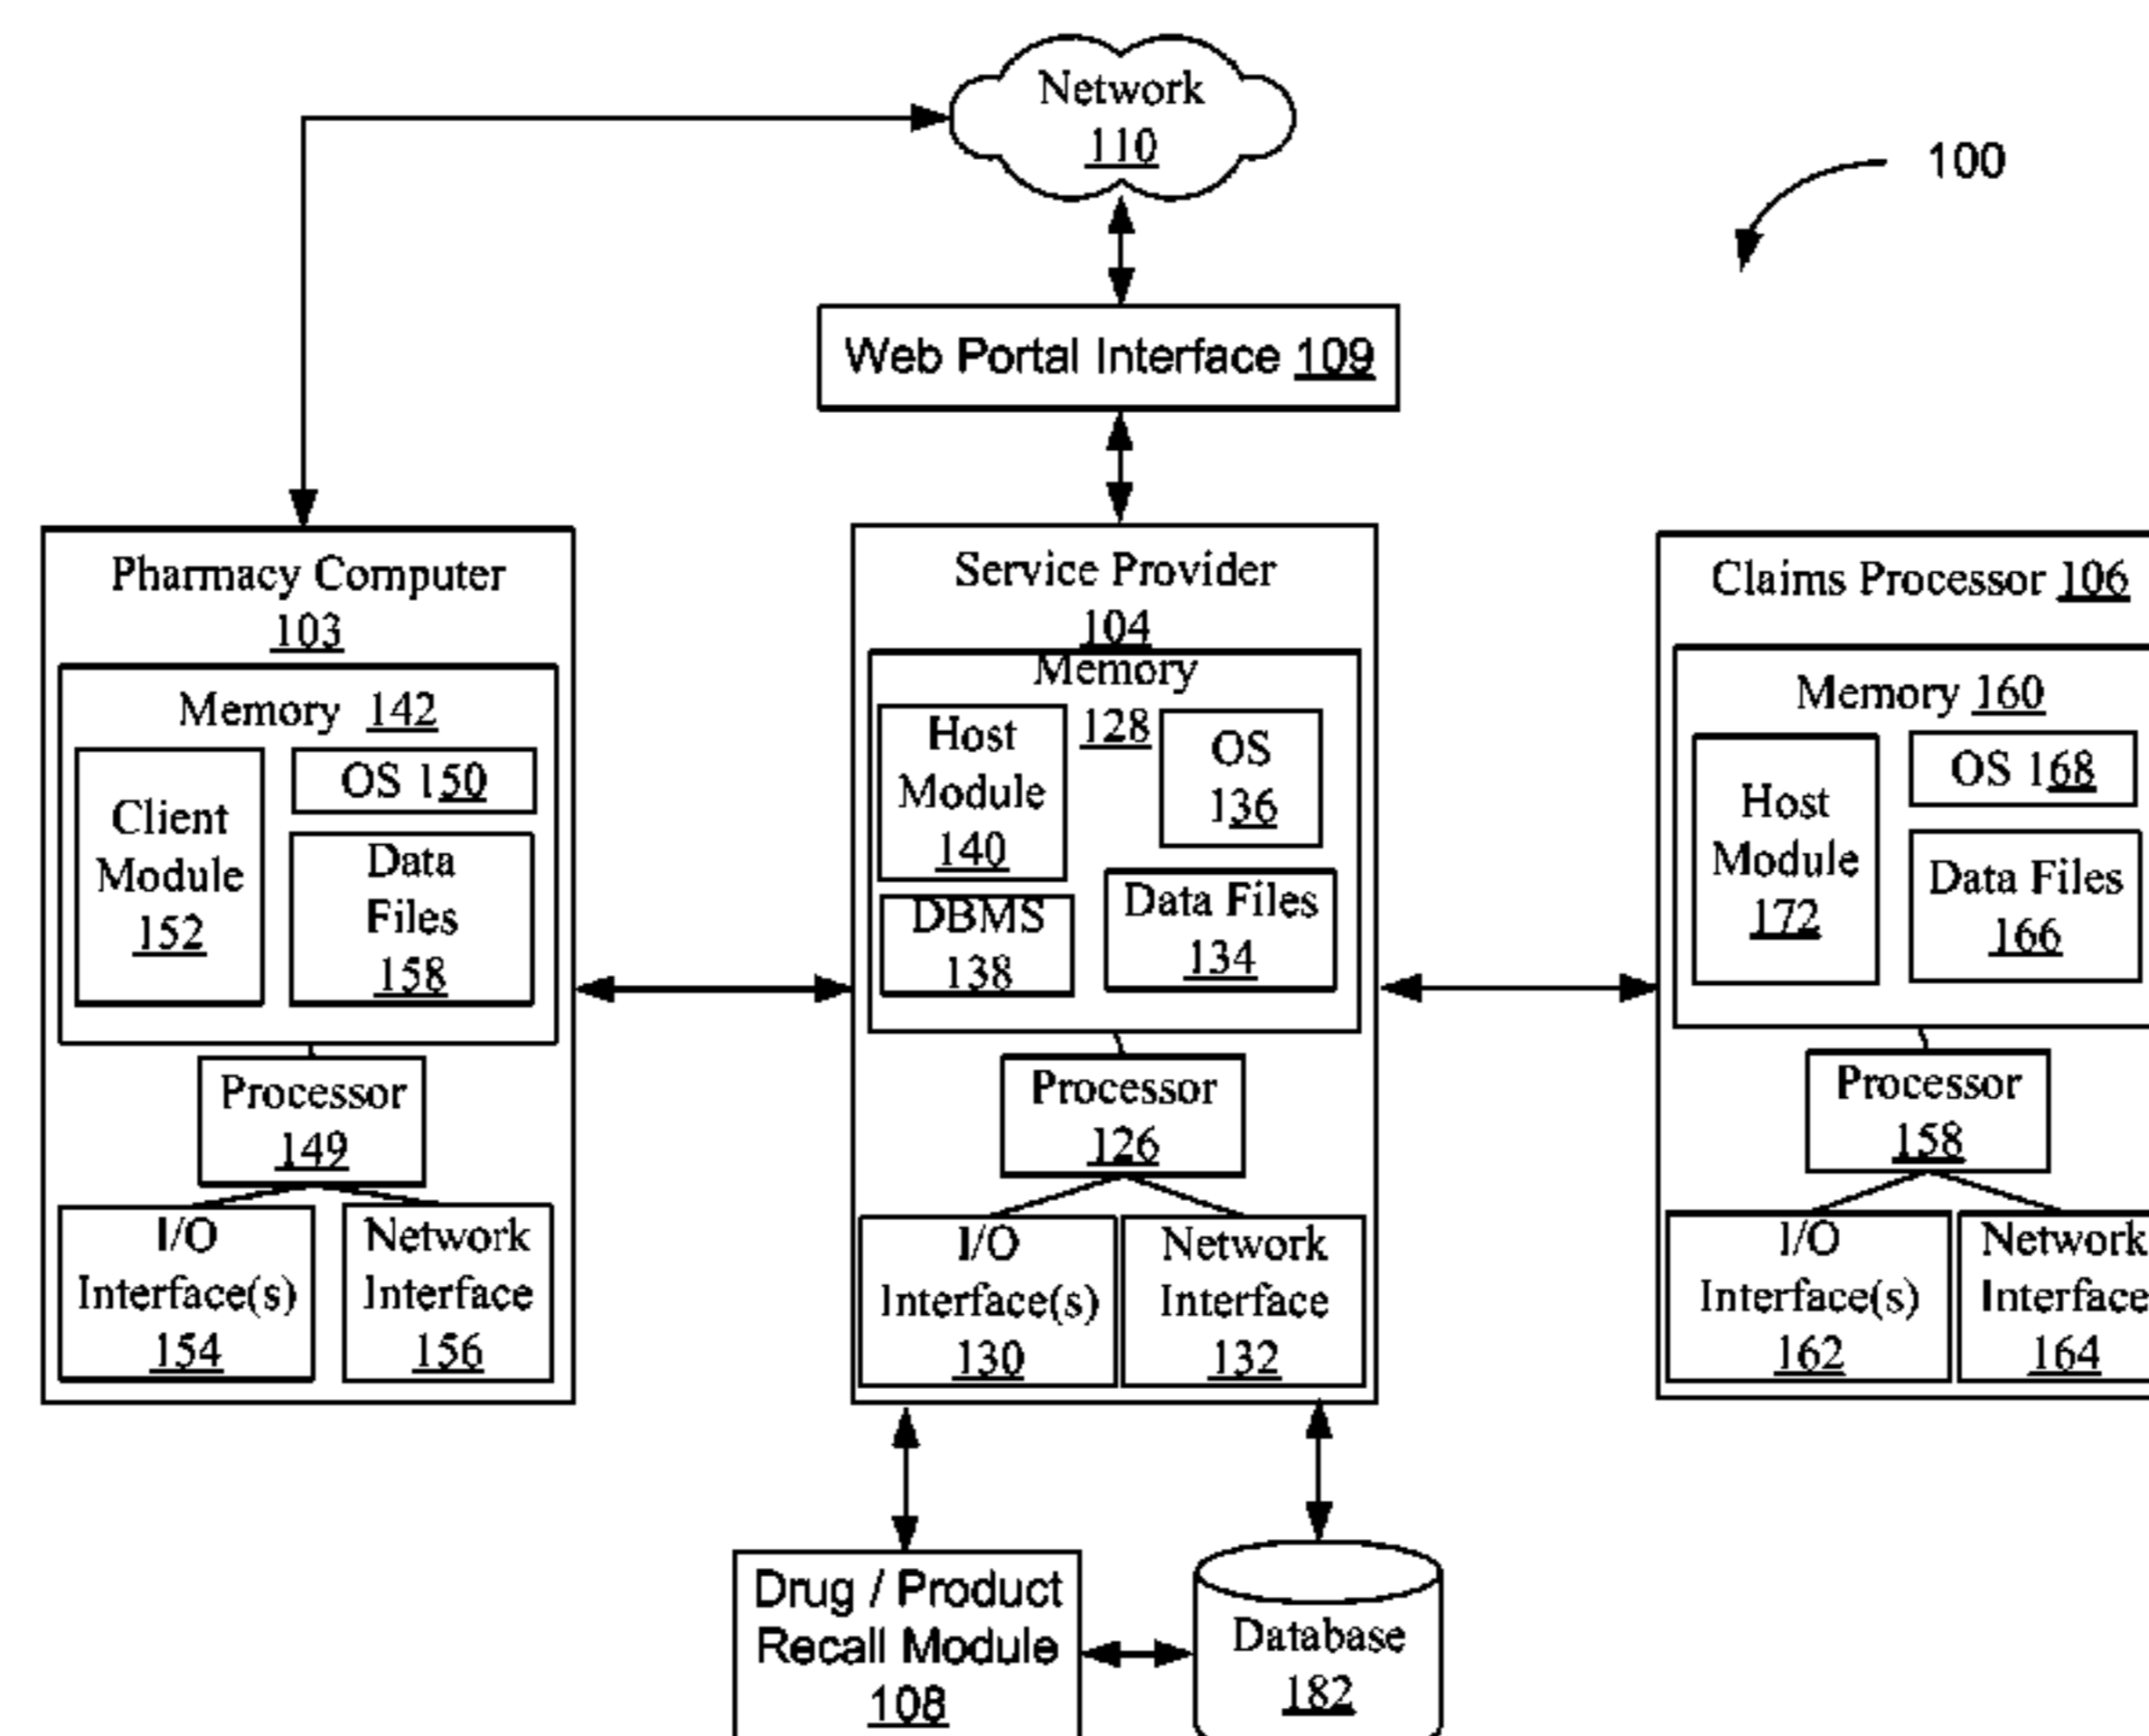 Network
110
100
Web Portal Interface 109
Pharmacy Computer
103
Memory 142
Client
Module
152
OS 150
Data
Files
158
Processor
149
I/O
Interface(s)
154
Network
Interface
156
Service Provider
104
Memory
128
Host
Module
140
OS
136
DBMS
138
Data Files
134
Processor
126
I/O
Interface(s)
130
Network
Interface
132
Claims Processor 106
Memory 160
Host
Module
172
OS 168
Data Files
166
Processor
158
I/O
Interface(s)
162
Network
Interface
164
Drug / Product
Recall Module
108
Database
182